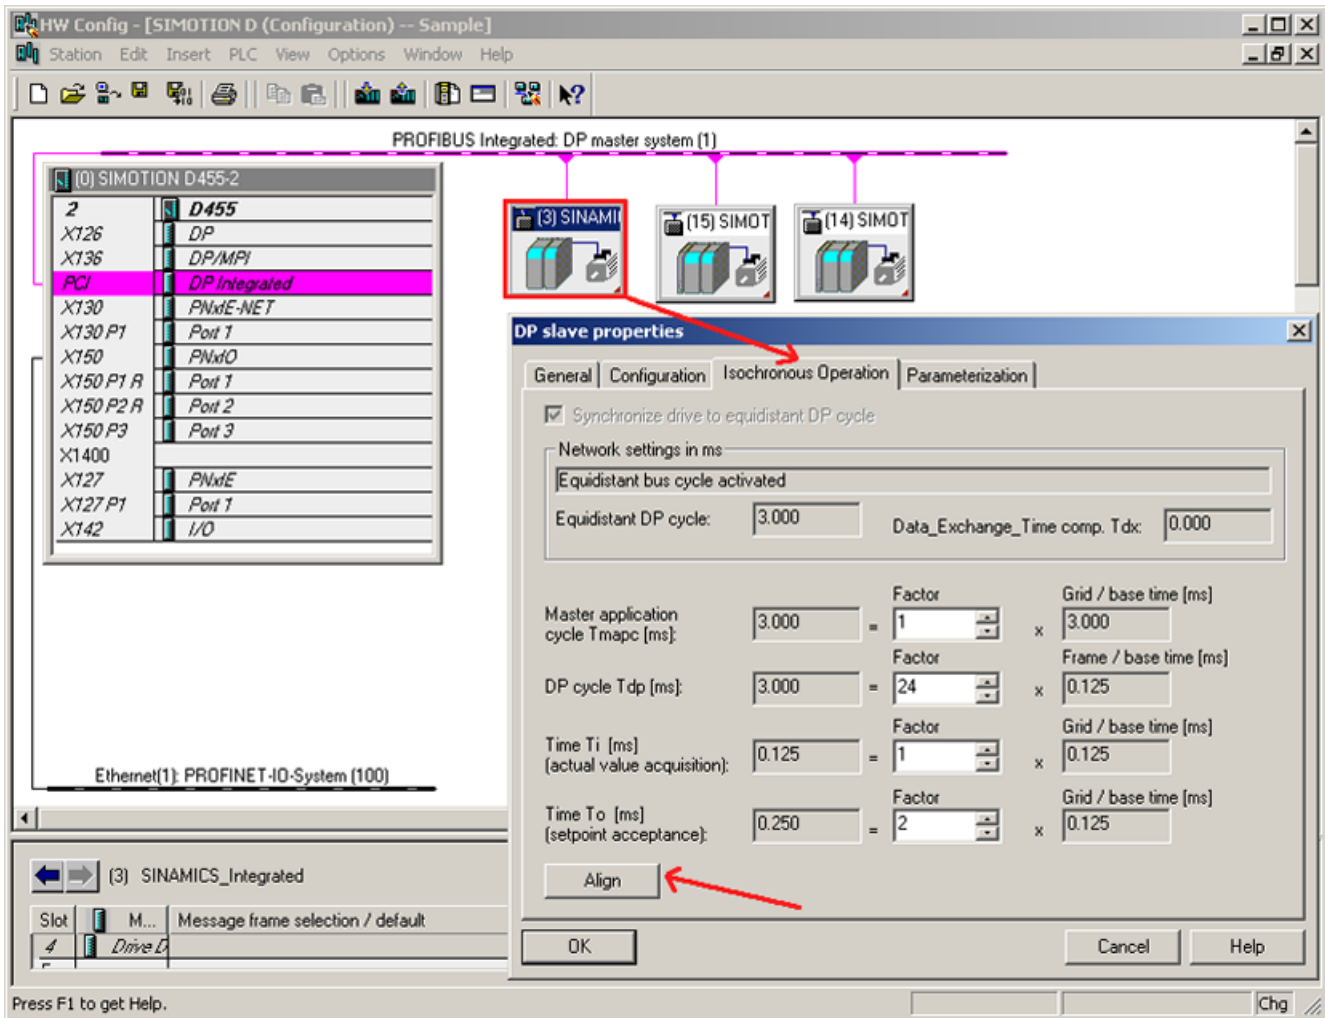 HW Config - [SIMOTION D (Configuration) -- Sample]
Station Edit Insert PLC View Options Window Help
PROFIBUS Integrated: DP master system (1)
(0) SIMOTION D455-2
2 D455
X126 DP
X136 DP/MPI
PCI DP Integrated
X130 PNxIE-NET
X130 P1 Port 1
X150 PNxIO
X150 P1 R Port 1
X150 P2 R Port 2
X150 P3 Port 3
X1400
X127 PNxIE
X127 P1 Port 1
X142 I/O
(3) SINAMI
(15) SIMOT
(14) SIMOT
Ethernet(1): PROFINET-IO-System (100)
DP slave properties
General Configuration Isochronous Operation Parameterization
Synchronize drive to equidistant DP cycle
Network settings in ms
Equidistant bus cycle activated
Equidistant DP cycle: 3.000 Data_Exchange_Time comp. Tdx: 0.000
Factor Grid / base time [ms]
Master application
cycle Tmapc [ms]: 3.000 = 1 x 3.000
Factor Frame / base time [ms]
DP cycle Tdp [ms]: 3.000 = 24 x 0.125
Factor Grid / base time [ms]
Time Ti [ms]
(actual value acquisition): 0.125 = 1 x 0.125
Factor Grid / base time [ms]
Time To [ms]
(setpoint acceptance): 0.250 = 2 x 0.125
Align
OK Cancel Help
(3) SINAMICS_Integrated
Slot M... Message frame selection / default
4 Drive D
Press F1 to get Help.
Chg